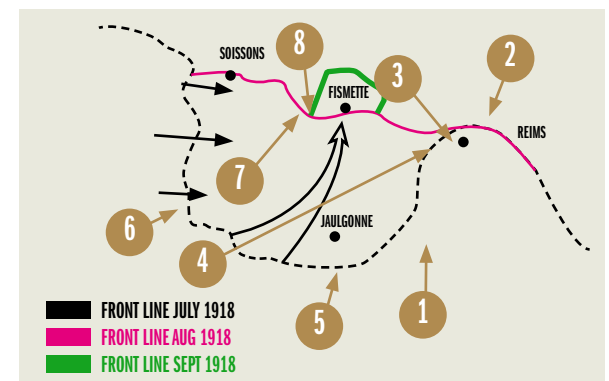 SOISSONS
8
2
3
FISMETTE
REIMS
7
6
4
JAULGONNE
5
1
FRONT LINE JULY 1918
FRONT LINE AUG 1918
FRONT LINE SEPT 1918